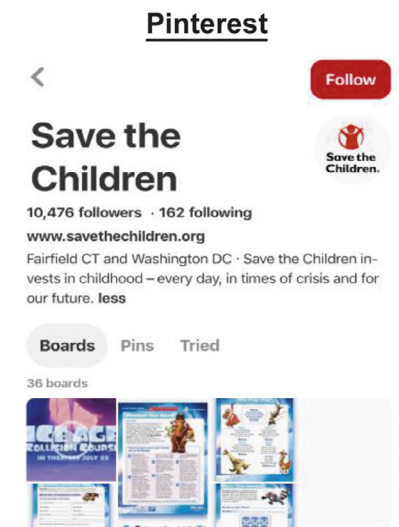 Pinterest
Follow
Save the
Children
Save the
Children.
10,476 followers · 162 following
www.savethechildren.org
Fairfield CT and Washington DC · Save the Children in-
vests in childhood – every day, in times of crisis and for
our future. less
Boards Pins Tried
36 boards
ICE AGE
COLLISION COURSE
IN THEATERS JULY 22